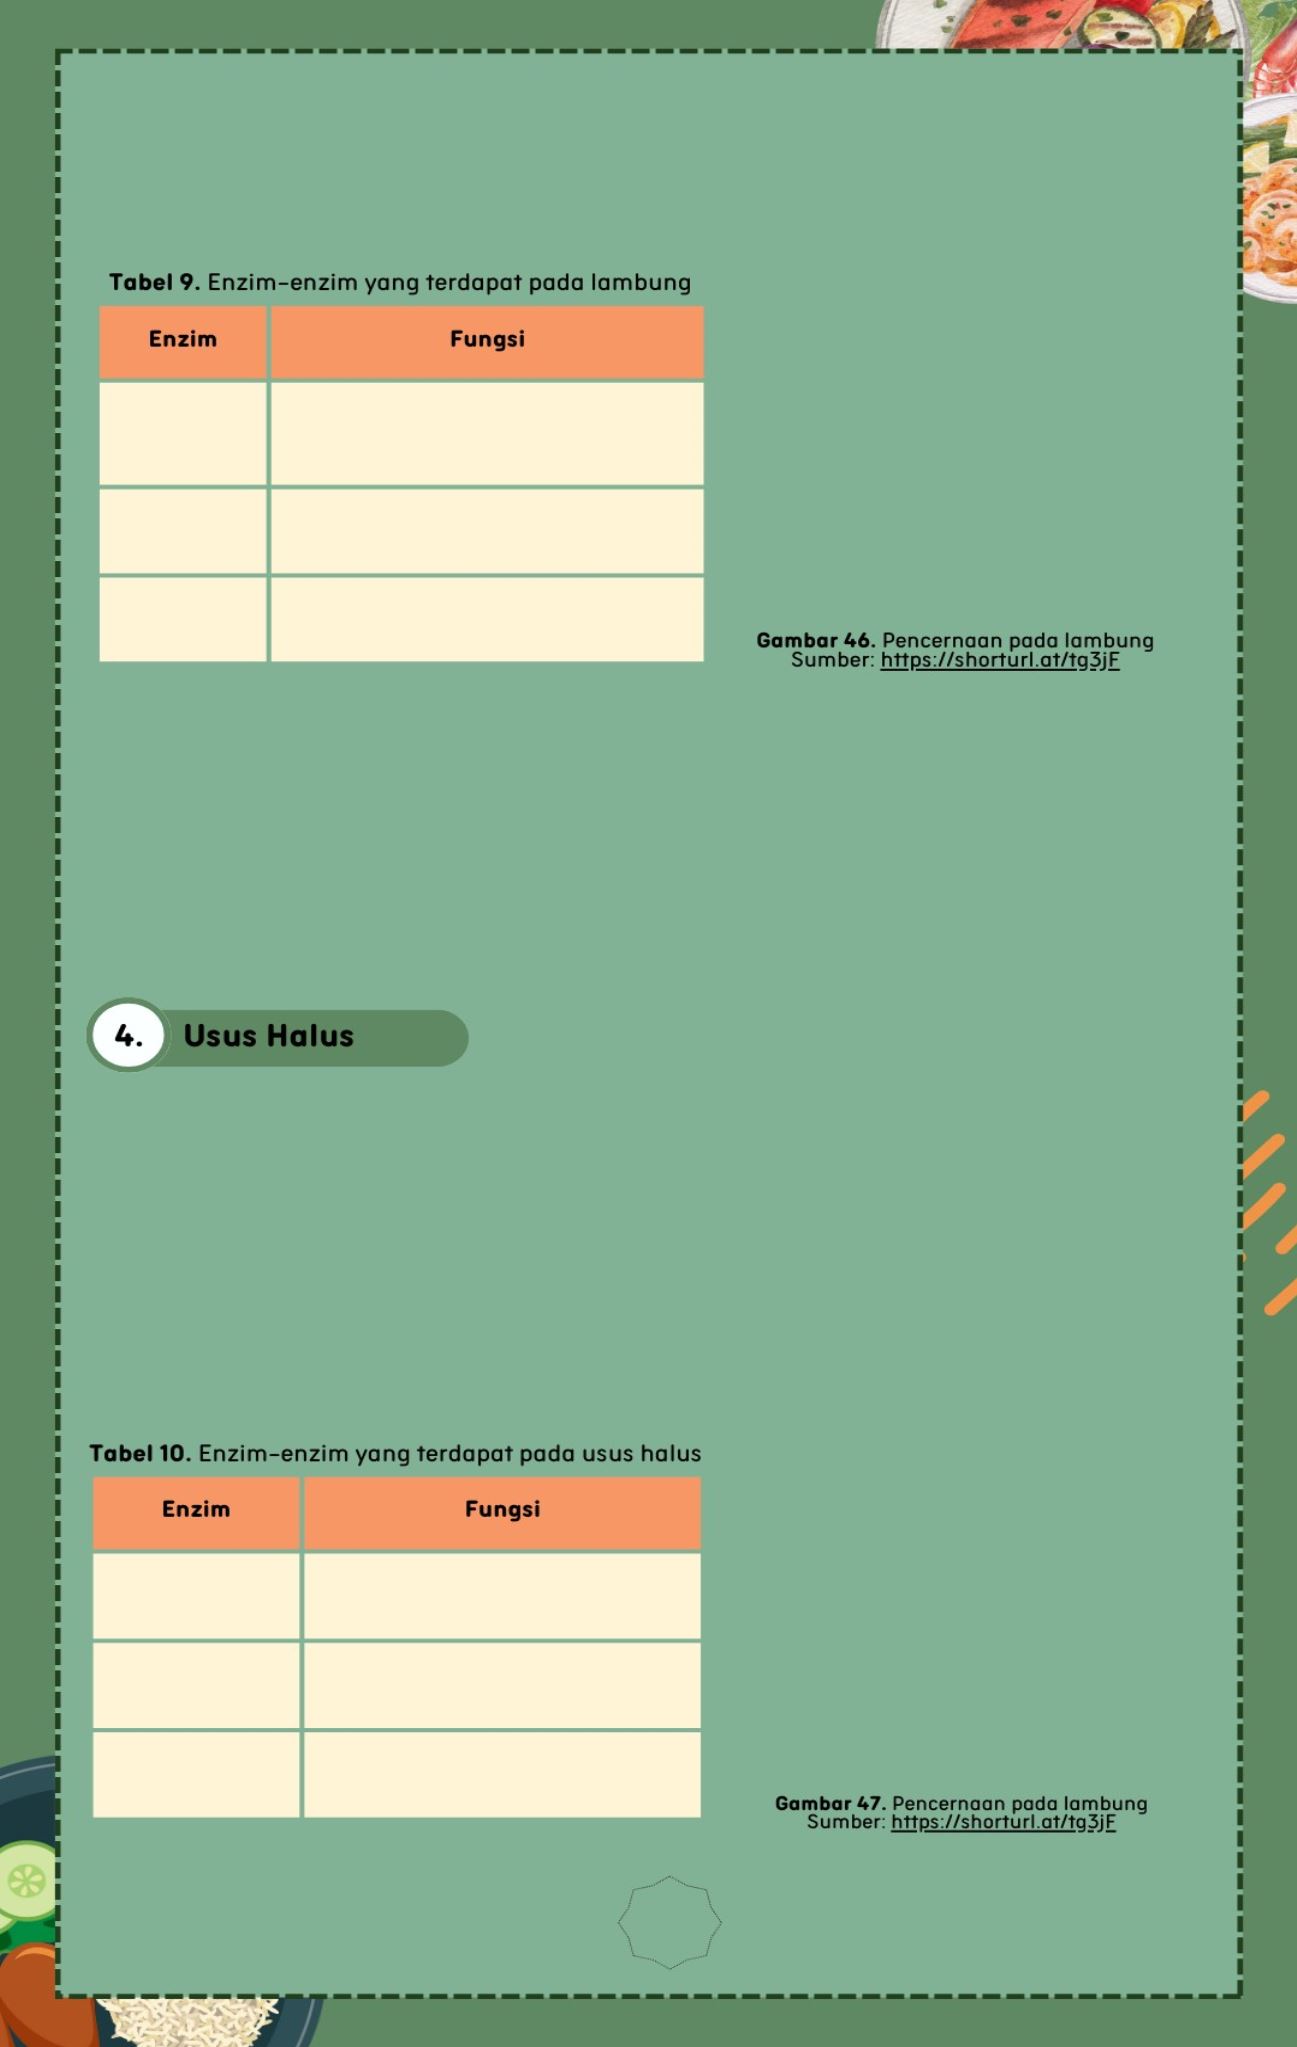 Tabel 9. Enzim-enzim yang terdapat pada lambung
Enzim Fungsi
Gambar 46. Pencernaan pada lambung
Sumber: https://shorturl.at/tg3jF
4. Usus Halus
Tabel 10. Enzim-enzim yang terdapat pada usus halus
Enzim Fungsi
Gambar 47. Pencernaan pada lambung
Sumber: https://shorturl.at/tg3jF